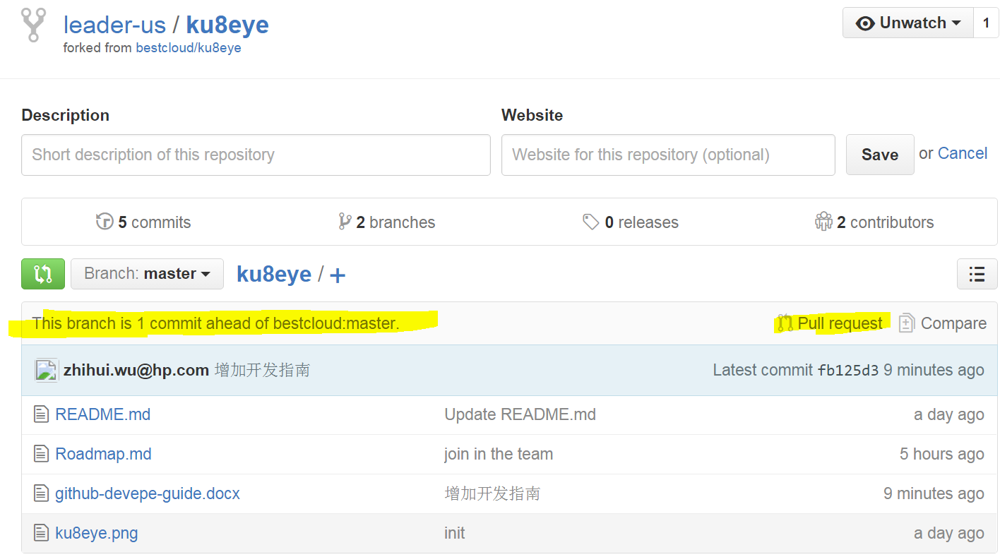 leader-us / ku8eye
Unwatch 1
forked from bestcloud/ku8eye
Description Website
Short description of this repository Website for this repository (optional) Save or Cancel
5 commits 2 branches 0 releases 2 contributors
Branch: master ku8eye / +
This branch is 1 commit ahead of bestcloud:master. Pull request Compare
zhihui.wu@hp.com 增加开发指南 Latest commit fb125d3 9 minutes ago
README.md Update README.md a day ago
Roadmap.md join in the team 5 hours ago
github-devepe-guide.docx 增加开发指南 9 minutes ago
ku8eye.png init a day ago